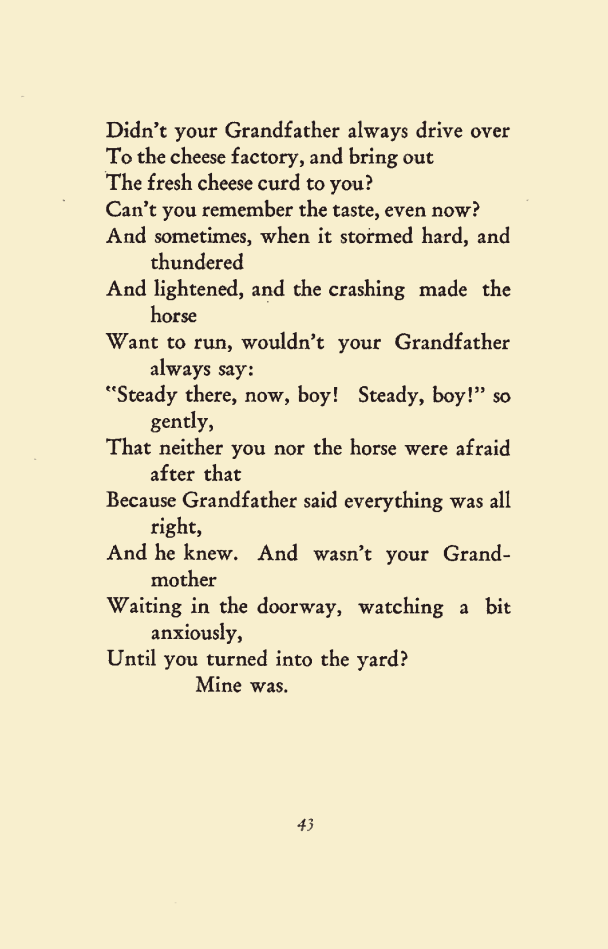 Didn't your Grandfather always drive over
To the cheese factory, and bring out
The fresh cheese curd to you?
Can't you remember the taste, even now?
And sometimes, when it stormed hard, and
thundered
And lightened, and the crashing made the
horse
Want to run, wouldn't your Grandfather
always say:
"Steady there, now, boy! Steady, boy!" so
gently,
That neither you nor the horse were afraid
after that
Because Grandfather said everything was all
right,
And he knew. And wasn't your Grand-
mother
Waiting in the doorway, watching a bit
anxiously,
Until you turned into the yard?
Mine was.
43